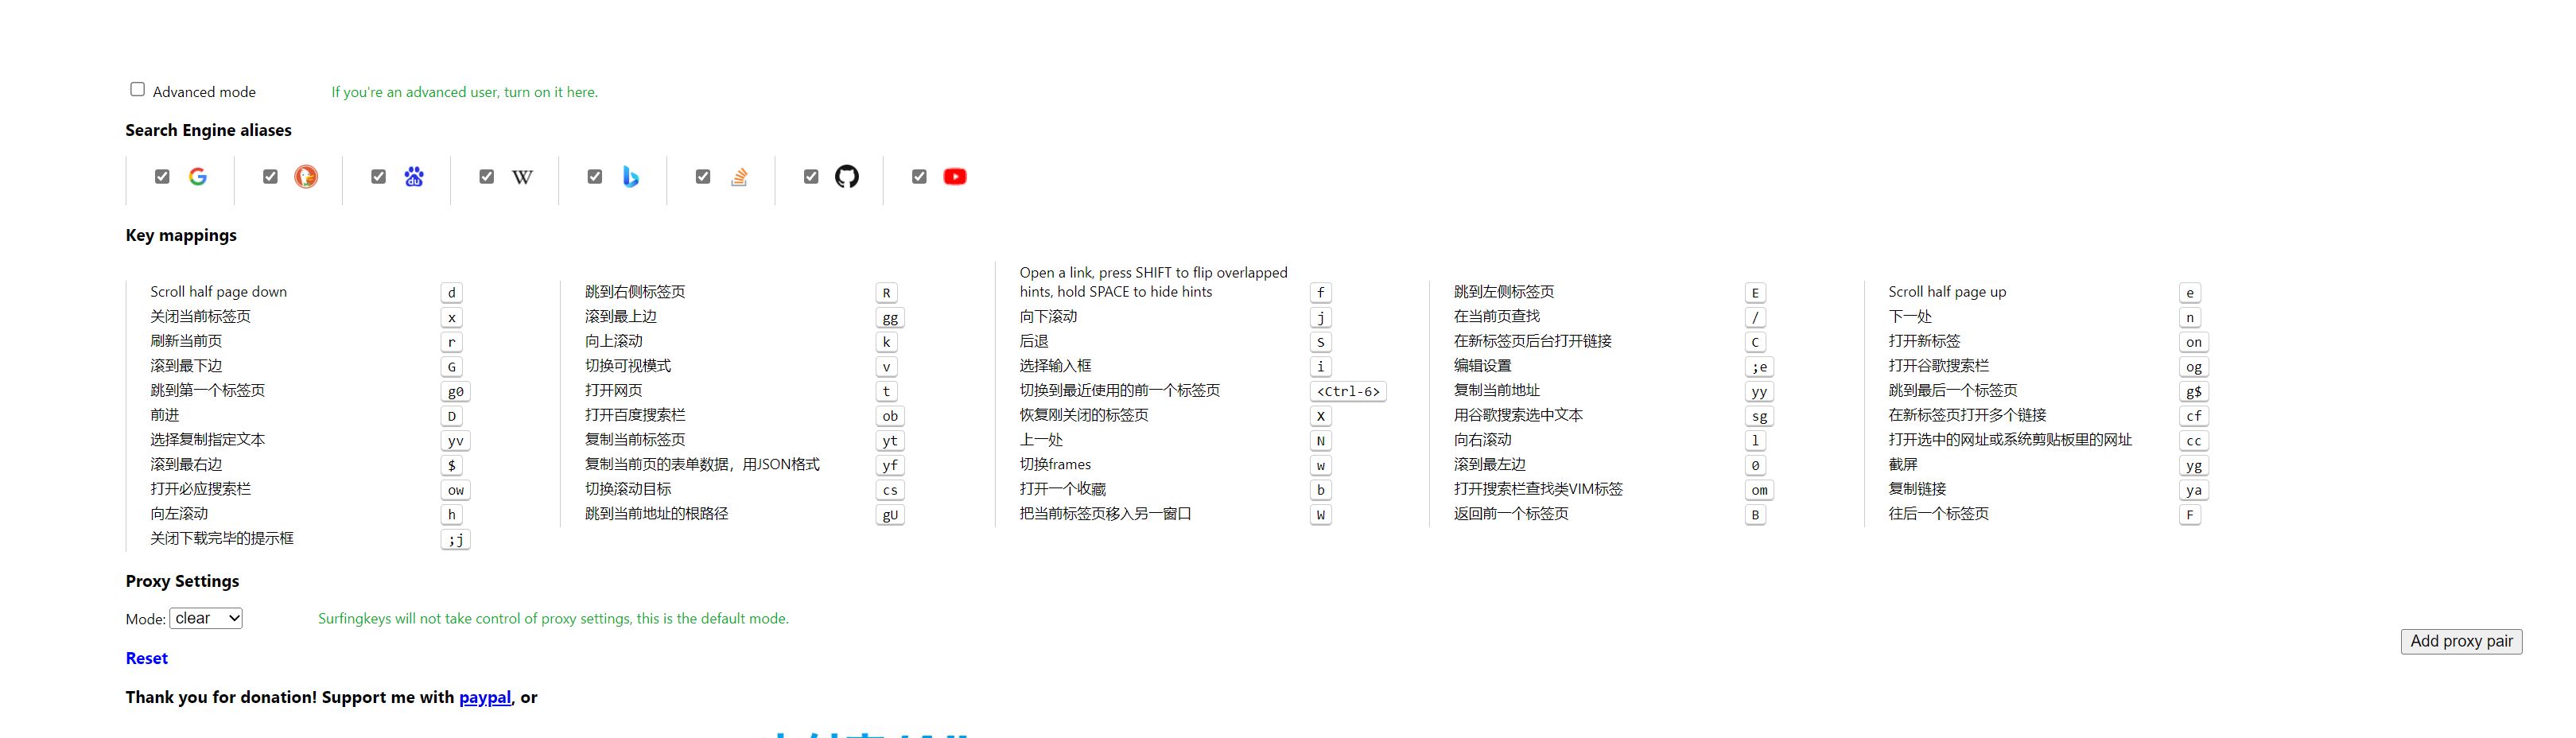 Advanced mode If you're an advanced user, turn on it here.
Search Engine aliases
Key mappings
Open a link, press SHIFT to flip overlapped
Scroll half page down d 跳到右侧标签页 R hints, hold SPACE to hide hints f 跳到左侧标签页 E Scroll half page up e
关闭当前标签页 x 滚到最上边 gg 向下滚动 j 在当前页查找 / 下一处 n
刷新当前页 r 向上滚动 k 后退 S 在新标签页后台打开链接 C 打开新标签 on
滚到最下边 G 切换可视模式 v 选择输入框 i 编辑设置 ;e 打开谷歌搜索栏 og
跳到第一个标签页 g0 打开网页 t 切换到最近使用的前一个标签页 <Ctrl-6> 复制当前地址 yy 跳到最后一个标签页 g$
前进 D 打开百度搜索栏 ob 恢复刚关闭的标签页 X 用谷歌搜索选中文本 sg 在新标签页打开多个链接 cf
选择复制指定文本 yv 复制当前标签页 yt 上一处 N 向右滚动 l 打开选中的网址或系统剪贴板里的网址 cc
滚到最右边 $ 复制当前页的表单数据，用JSON格式 yf 切换frames w 滚到最左边 0 截屏 yg
打开必应搜索栏 ow 切换滚动目标 cs 打开一个收藏 b 打开搜索栏查找类VIM标签 om 复制链接 ya
向左滚动 h 跳到当前地址的根路径 gU 把当前标签页移入另一窗口 W 返回前一个标签页 B 往后一个标签页 F
关闭下载完毕的提示框 ;j
Proxy Settings
Mode: clear Surfingkeys will not take control of proxy settings, this is the default mode.
Add proxy pair
Reset
Thank you for donation! Support me with paypal, or